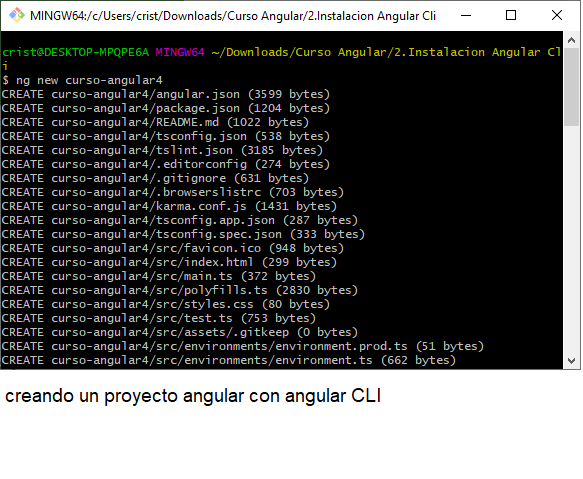 MINGW64:/c/Users/crist/Downloads/Curso Angular/2.Instalacion Angular Cli
crist@DESKTOP-MPQPE6A MINGW64 ~/Downloads/Curso Angular/2.Instalacion Angular Cl
i
$ ng new curso-angular4
CREATE curso-angular4/angular.json (3599 bytes)
CREATE curso-angular4/package.json (1204 bytes)
CREATE curso-angular4/README.md (1022 bytes)
CREATE curso-angular4/tsconfig.json (538 bytes)
CREATE curso-angular4/tslint.json (3185 bytes)
CREATE curso-angular4/.editorconfig (274 bytes)
CREATE curso-angular4/.gitignore (631 bytes)
CREATE curso-angular4/.browserslistrc (703 bytes)
CREATE curso-angular4/karma.conf.js (1431 bytes)
CREATE curso-angular4/tsconfig.app.json (287 bytes)
CREATE curso-angular4/tsconfig.spec.json (333 bytes)
CREATE curso-angular4/src/favicon.ico (948 bytes)
CREATE curso-angular4/src/index.html (299 bytes)
CREATE curso-angular4/src/main.ts (372 bytes)
CREATE curso-angular4/src/polyfills.ts (2830 bytes)
CREATE curso-angular4/src/styles.css (80 bytes)
CREATE curso-angular4/src/test.ts (753 bytes)
CREATE curso-angular4/src/assets/.gitkeep (0 bytes)
CREATE curso-angular4/src/environments/environment.prod.ts (51 bytes)
CREATE curso-angular4/src/environments/environment.ts (662 bytes)
creando un proyecto angular con angular CLI